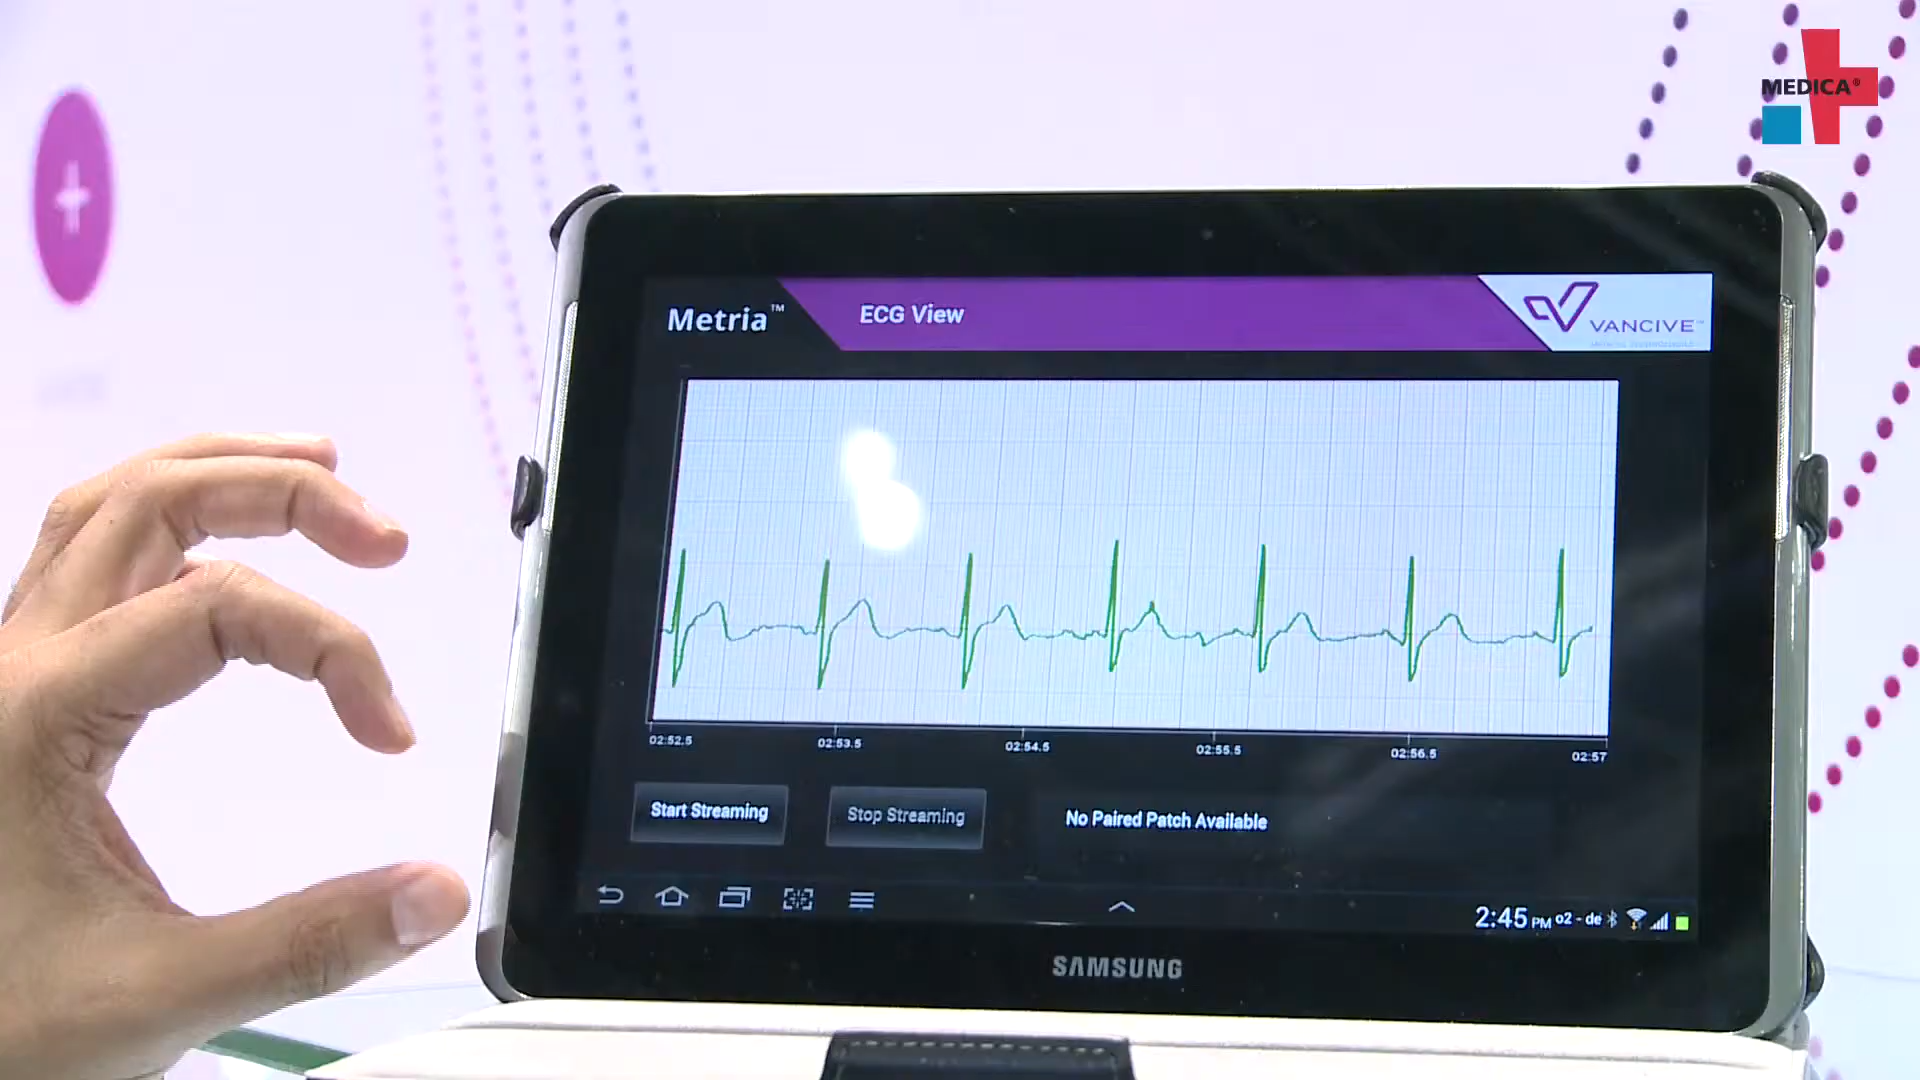 MEDICA®
Metria™
ECG View
VANCIVE™
02:52.5
02:53.5
02:54.5
02:55.5
02:56.5
02:57
Start Streaming
Stop Streaming
No Paired Patch Available
2:45 PM o2 - de
SAMSUNG